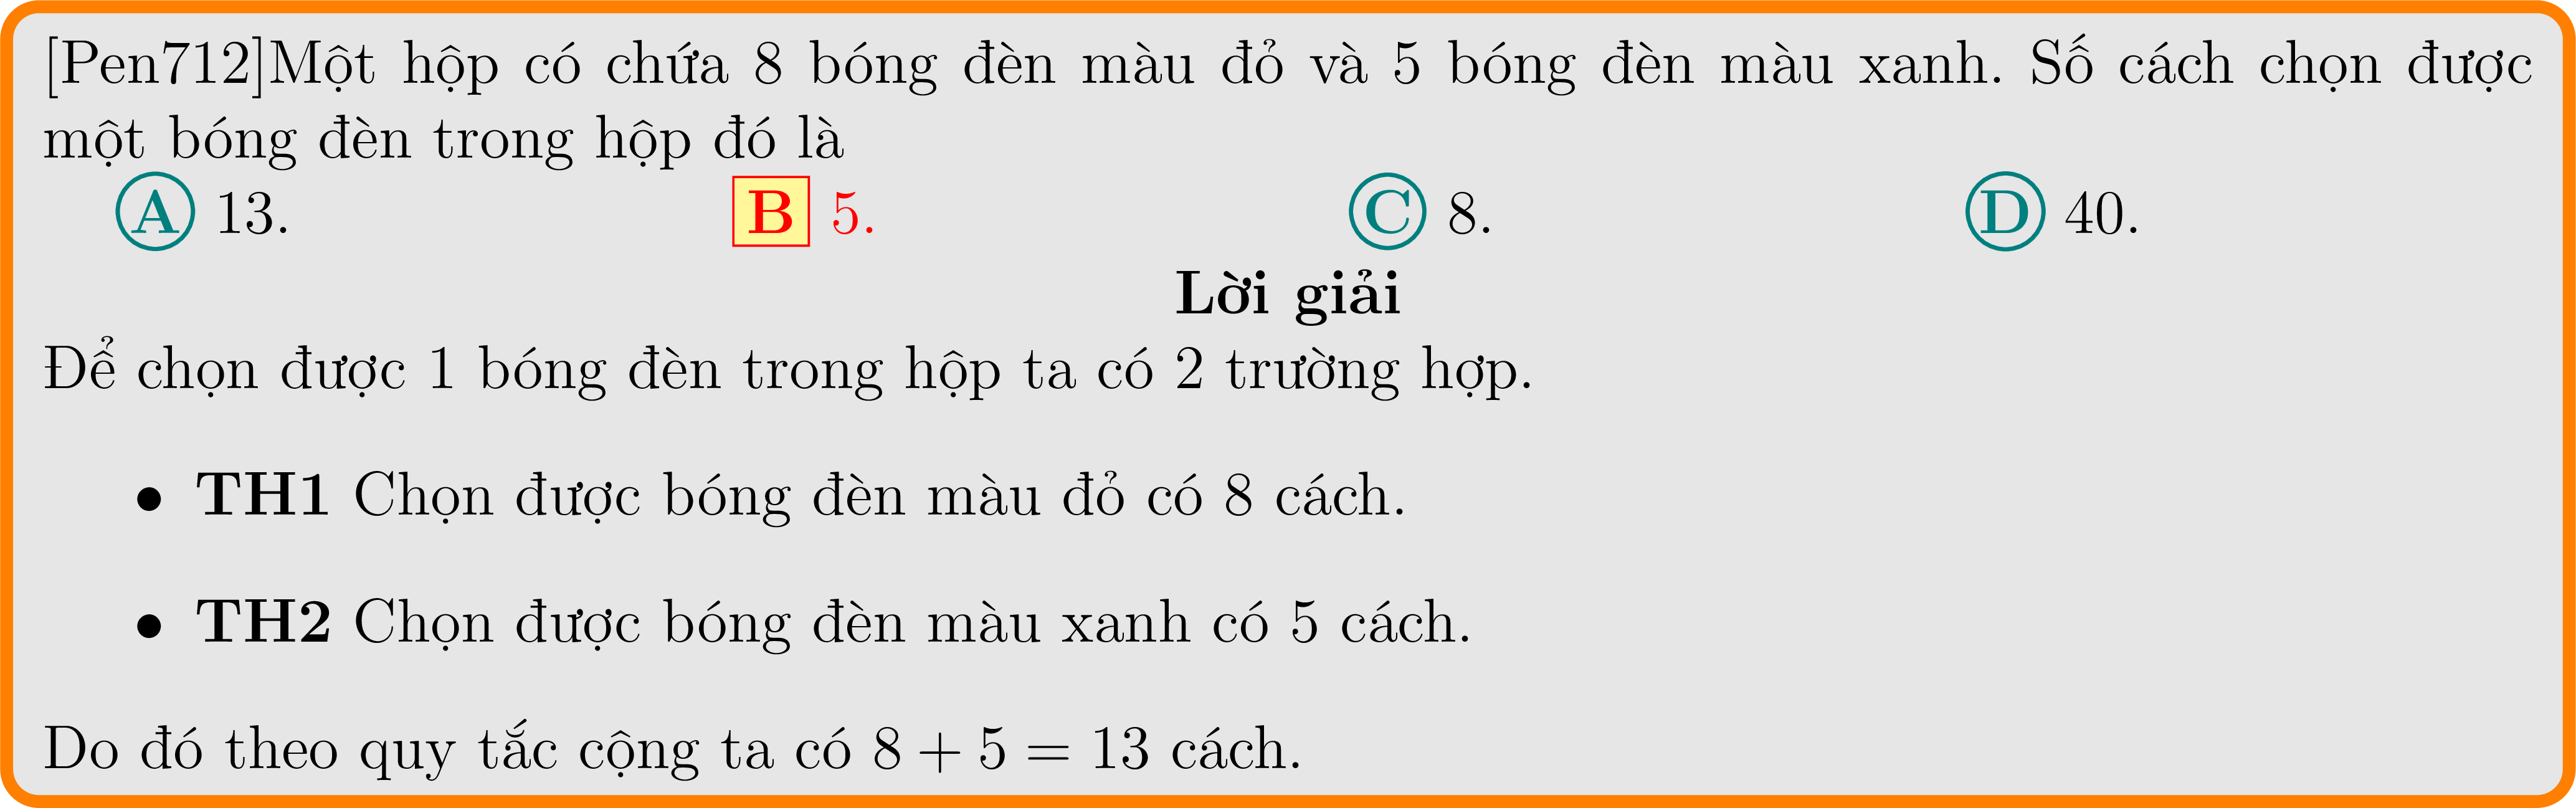 [Pen712]Một hộp có chứa 8 bóng đèn màu đỏ và 5 bóng đèn màu xanh. Số cách chọn được
một bóng đèn trong hộp đó là
A 13. B 5. C 8. D 40.
Lời giải
Để chọn được 1 bóng đèn trong hộp ta có 2 trường hợp.
• TH1 Chọn được bóng đèn màu đỏ có 8 cách.
• TH2 Chọn được bóng đèn màu xanh có 5 cách.
Do đó theo quy tắc cộng ta có 8 + 5 = 13 cách.